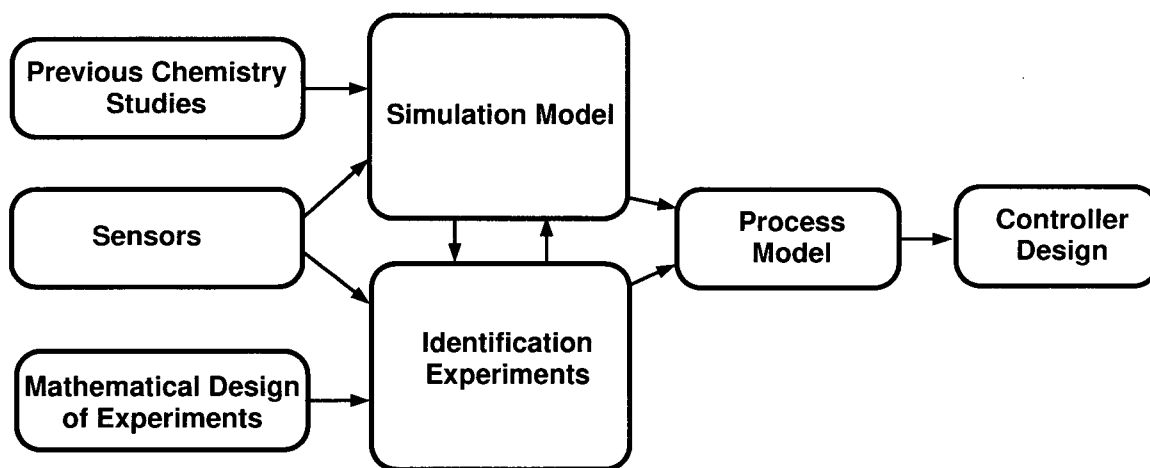 Previous Chemistry
Studies
Simulation Model
Sensors
Process
Model
Controller
Design
Identification
Experiments
Mathematical Design
of Experiments